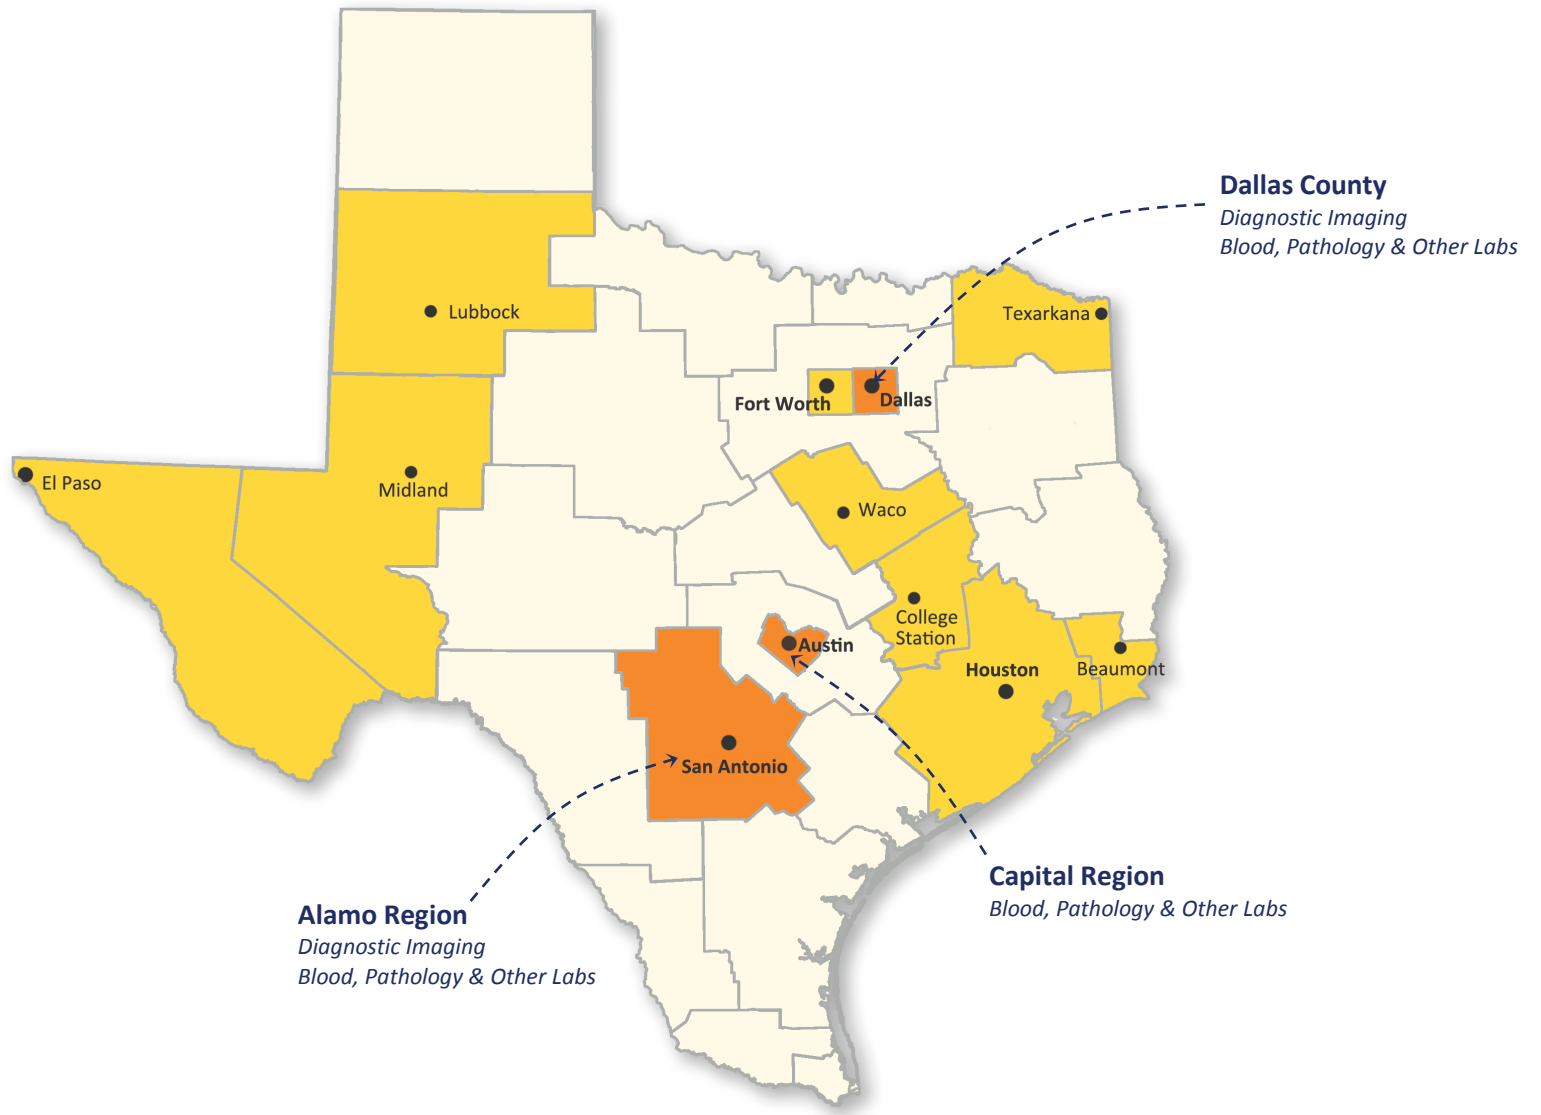 Dallas County
Diagnostic Imaging
Blood, Pathology & Other Labs
Lubbock
Texarkana
Fort Worth
Dallas
El Paso
Midland
Waco
College
Station
Austin
Houston
Beaumont
San Antonio
Capital Region
Blood, Pathology & Other Labs
Alamo Region
Diagnostic Imaging
Blood, Pathology & Other Labs